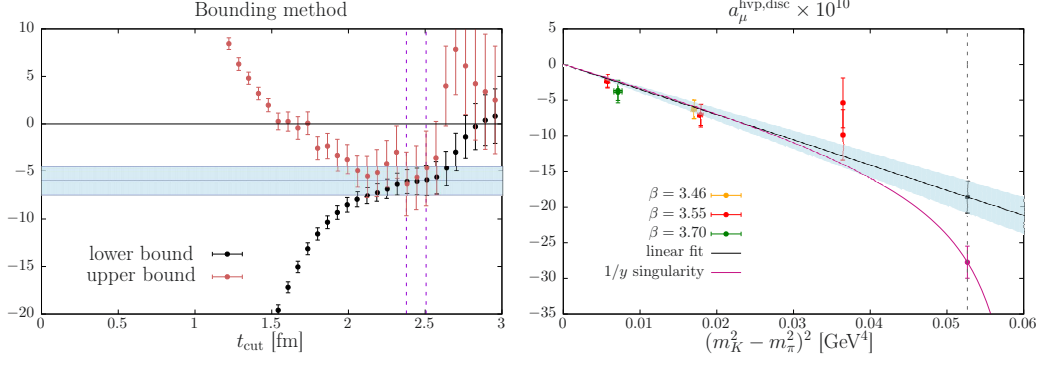 Bounding method
10
5
0
−5
−10
−15
−20
0
0.5
1
1.5
2
2.5
3
t_cut [fm]
lower bound
upper bound
a_μ^{hvp,disc} × 10^{10}
5
0
−5
−10
−15
−20
−25
−30
−35
0
0.01
0.02
0.03
0.04
0.05
0.06
(m_K^2 − m_π^2)^2 [GeV^4]
β = 3.46
β = 3.55
β = 3.70
linear fit
1/y singularity